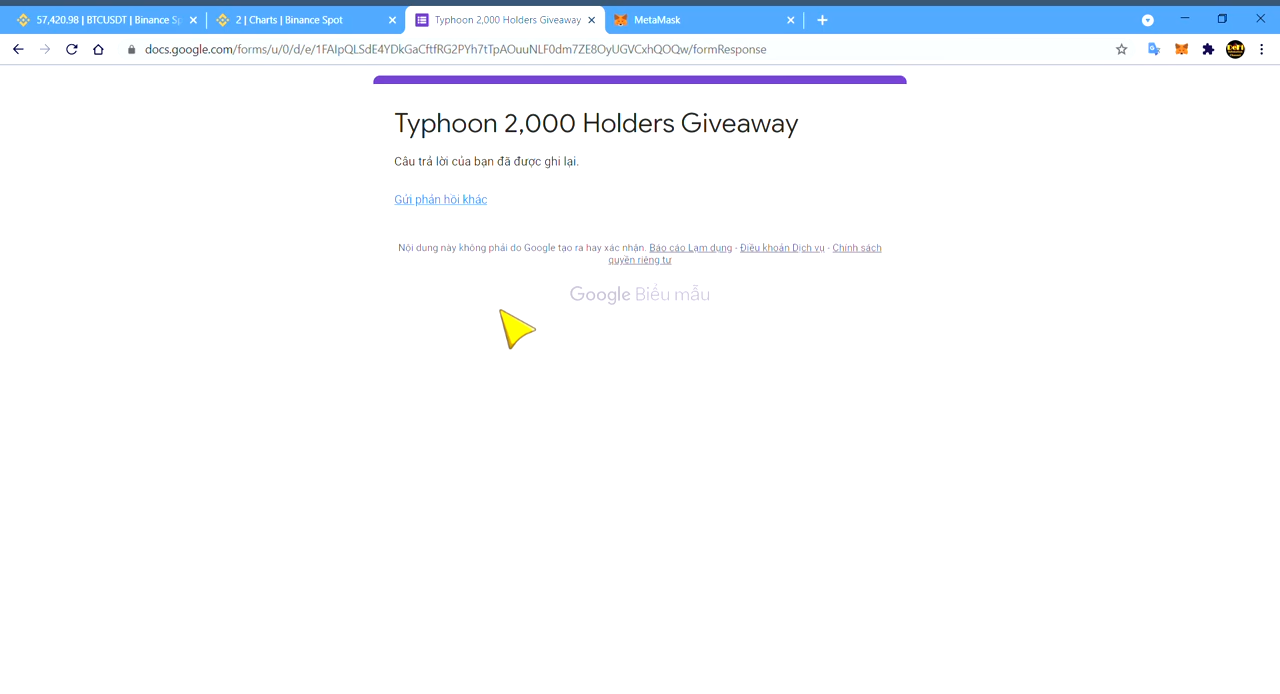 57,420.98 | BTCUSDT | Binance Sp
2 | Charts | Binance Spot
Typhoon 2,000 Holders Giveaway
MetaMask
docs.google.com/forms/u/0/d/e/1FAIpQLSdE4YDkGaCftfRG2PYh7tTpAOuuNLF0dm7ZE8OyUGVCxhQOQw/formResponse
Typhoon 2,000 Holders Giveaway
Câu trả lời của bạn đã được ghi lại.
Gửi phản hồi khác
Nội dung này không phải do Google tạo ra hay xác nhận. Báo cáo Lạm dụng - Điều khoản Dịch vụ - Chính sách
quyền riêng tư
Google Biểu mẫu